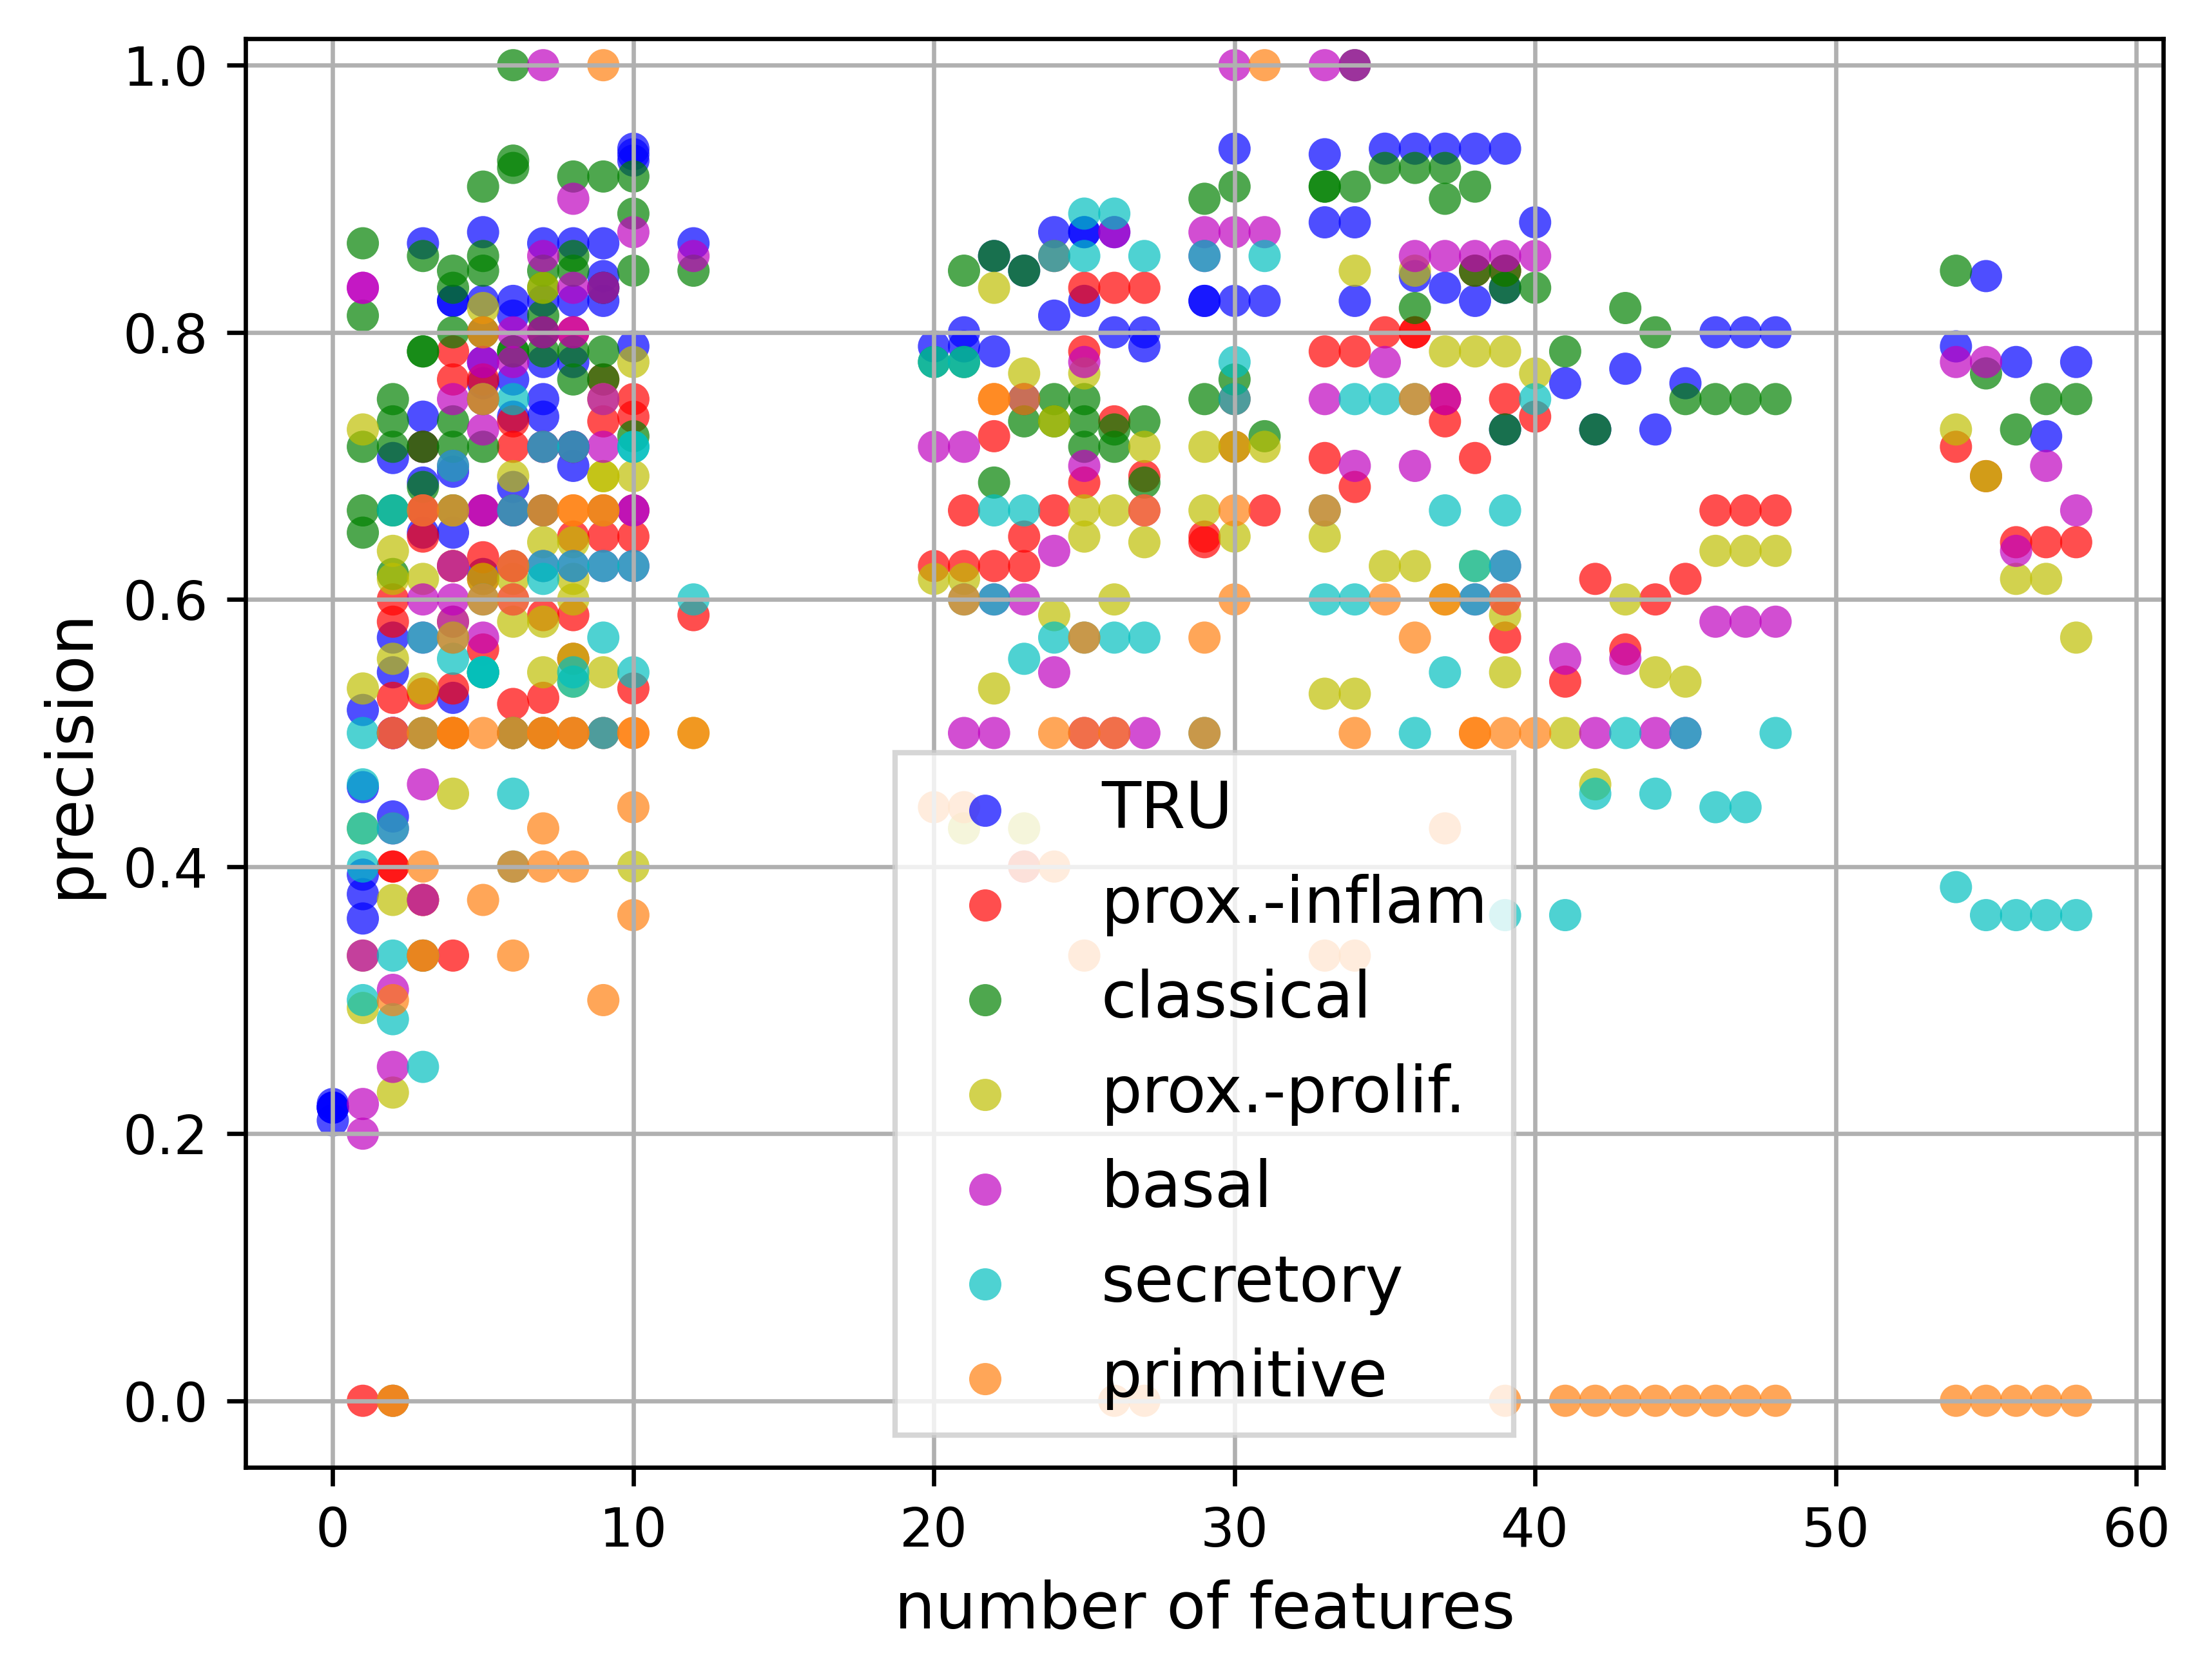 1.0
0.8
0.6
0.4
0.2
0.0
precision
TRU
prox.-inflam
classical
prox.-prolif.
basal
secretory
primitive
0 10 20 30 40 50 60
number of features